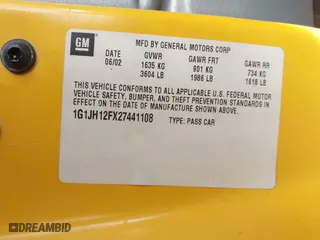 GM
MFD BY GENERAL MOTORS CORP
DATE GVWR GAWR FRT GAWR RR
06/02 1635 KG 901 KG 734 KG
3604 LB 1986 LB 1618 LB
THIS VEHICLE CONFORMS TO ALL APPLICABLE U.S. FEDERAL MOTOR
VEHICLE SAFETY, BUMPER, AND THEFT PREVENTION STANDARDS IN
EFFECT ON THE DATE OF MANUFACTURE SHOWN ABOVE.
1G1JH12FX27441108 TYPE: PASS CAR
DREAMBID